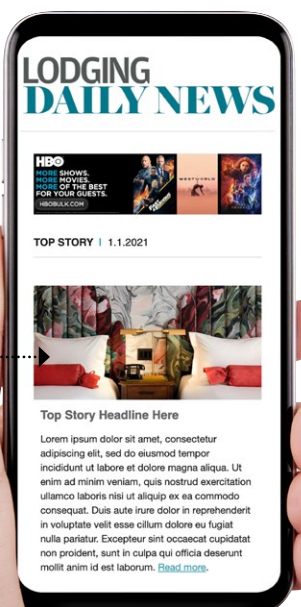 LODGING
DAILY NEWS
HBO
MORE SHOWS.
MORE MOVIES.
MORE OF THE BEST
FOR YOUR GUESTS.
HBOBULK.COM
WESTWORLD
TOP STORY | 1.1.2021
Top Story Headline Here
Lorem ipsum dolor sit amet, consectetur
adipiscing elit, sed do eiusmod tempor
incididunt ut labore et dolore magna aliqua. Ut
enim ad minim veniam, quis nostrud exercitation
ullamco laboris nisi ut aliquip ex ea commodo
consequat. Duis aute irure dolor in reprehenderit
in voluptate velit esse cillum dolore eu fugiat
nulla pariatur. Excepteur sint occaecat cupidatat
non proident, sunt in culpa qui officia deserunt
mollit anim id est laborum. Read more.